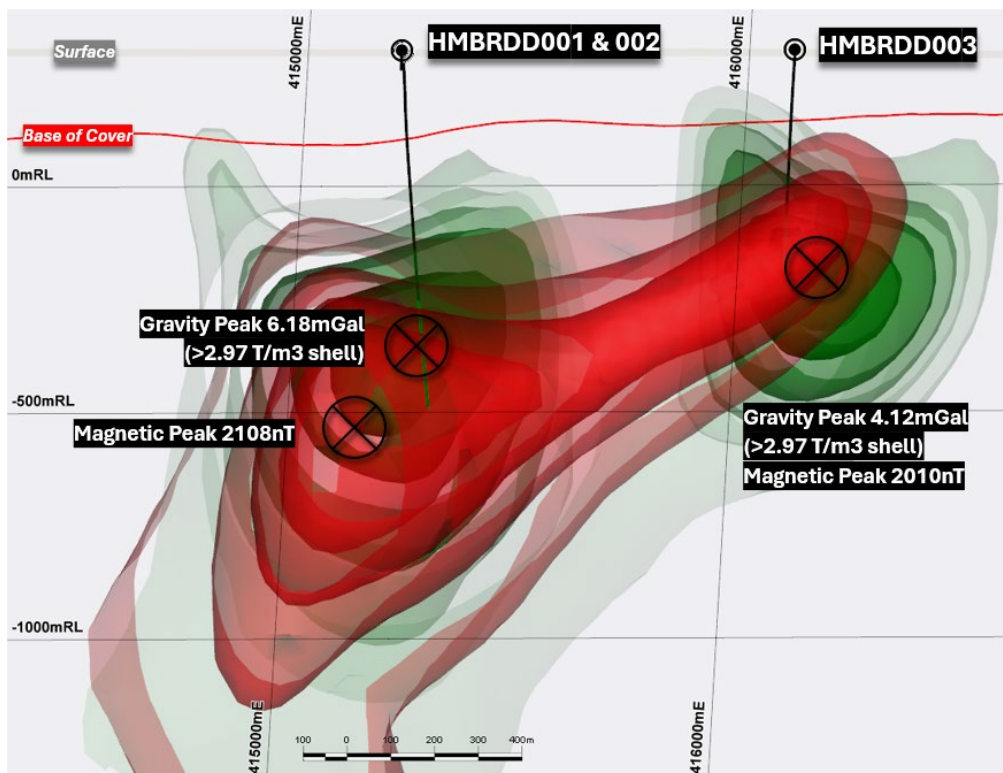 HMBRDD001 & 002
HMBRDD003
Surface
415000mE
416000mE
Base of Cover
0mRL
Gravity Peak 6.18mGal
(>2.97 T/m3 shell)
-500mRL
Magnetic Peak 2108nT
Gravity Peak 4.12mGal
(>2.97 T/m3 shell)
Magnetic Peak 2010nT
-1000mRL
415000mE
416000mE
100 0 100 200 300 400m